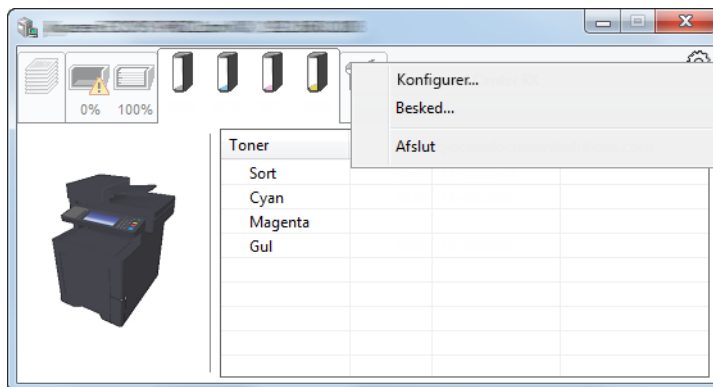 0% 100%
Konfigurer...
Besked...
Afslut
Toner
Sort
Cyan
Magenta
Gul